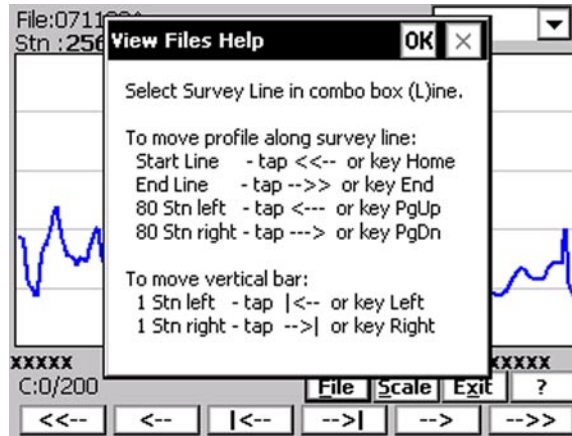 File:0711
Stn :256
View Files Help OK
Select Survey Line in combo box (L)ine.
To move profile along survey line:
Start Line - tap <<-- or key Home
End Line - tap -->> or key End
80 Stn left - tap <--- or key PgUp
80 Stn right - tap ---> or key PgDn
To move vertical bar:
1 Stn left - tap |<-- or key Left
1 Stn right - tap -->| or key Right
xxxxx xxxxx
C:0/200 File Scale Exit ?
<<-- <-- |<-- -->| --> -->>